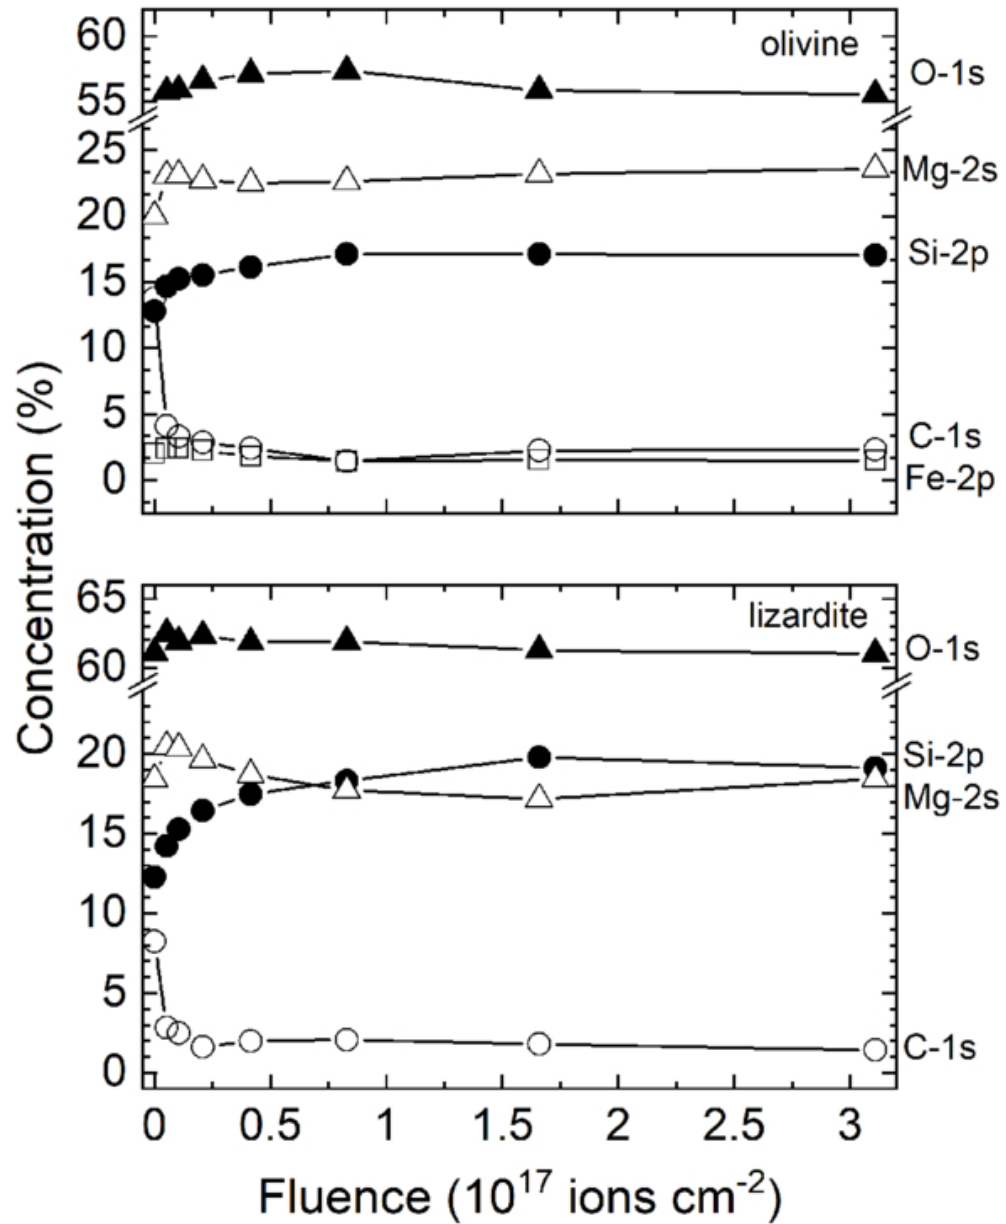 Concentration (%)
60
55
25
20
15
10
5
0
olivine
O-1s
Mg-2s
Si-2p
C-1s
Fe-2p
65
60
20
15
10
5
0
lizardite
O-1s
Si-2p
Mg-2s
C-1s
0 0.5 1 1.5 2 2.5 3
Fluence (10¹⁷ ions cm⁻²)